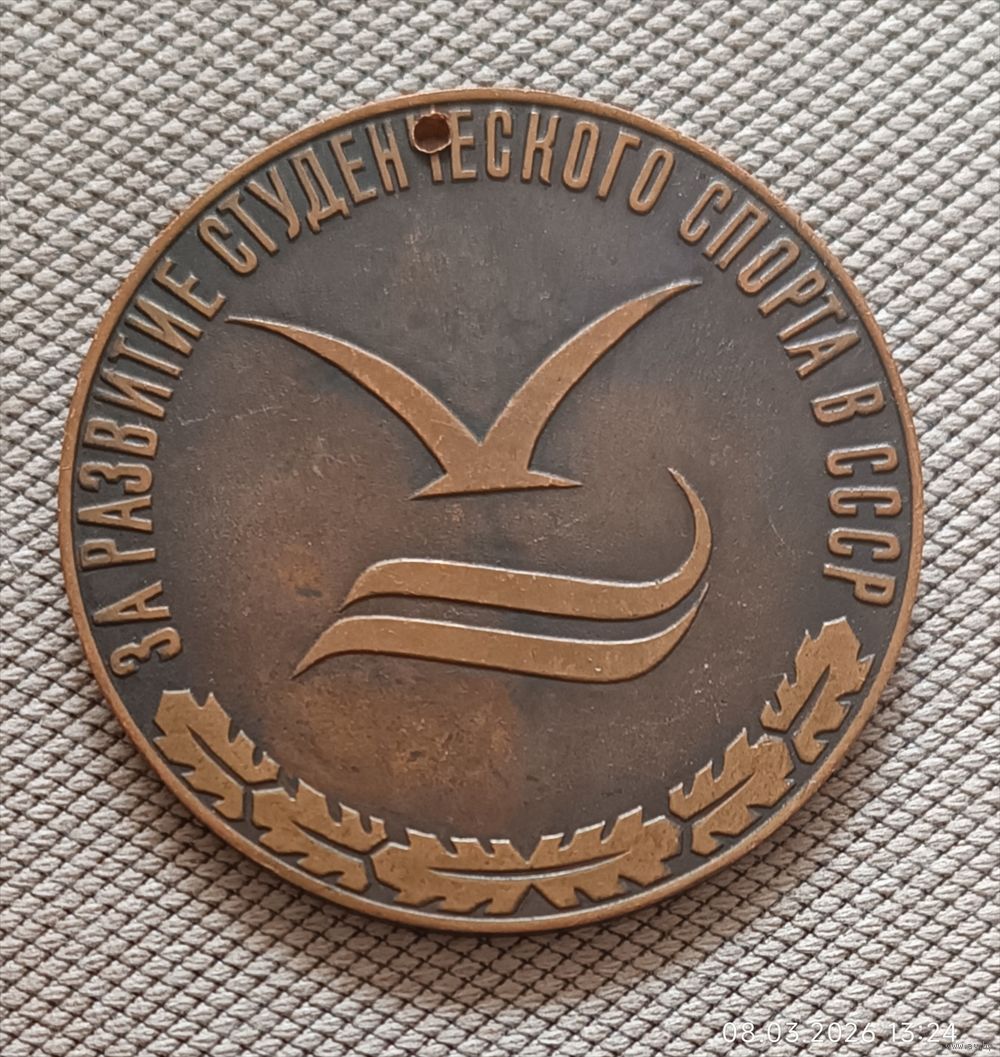 ЗА РАЗВИТИЕ СТУДЕНЧЕСКОГО СПОРТА В СССР
08.03.2026 13:24